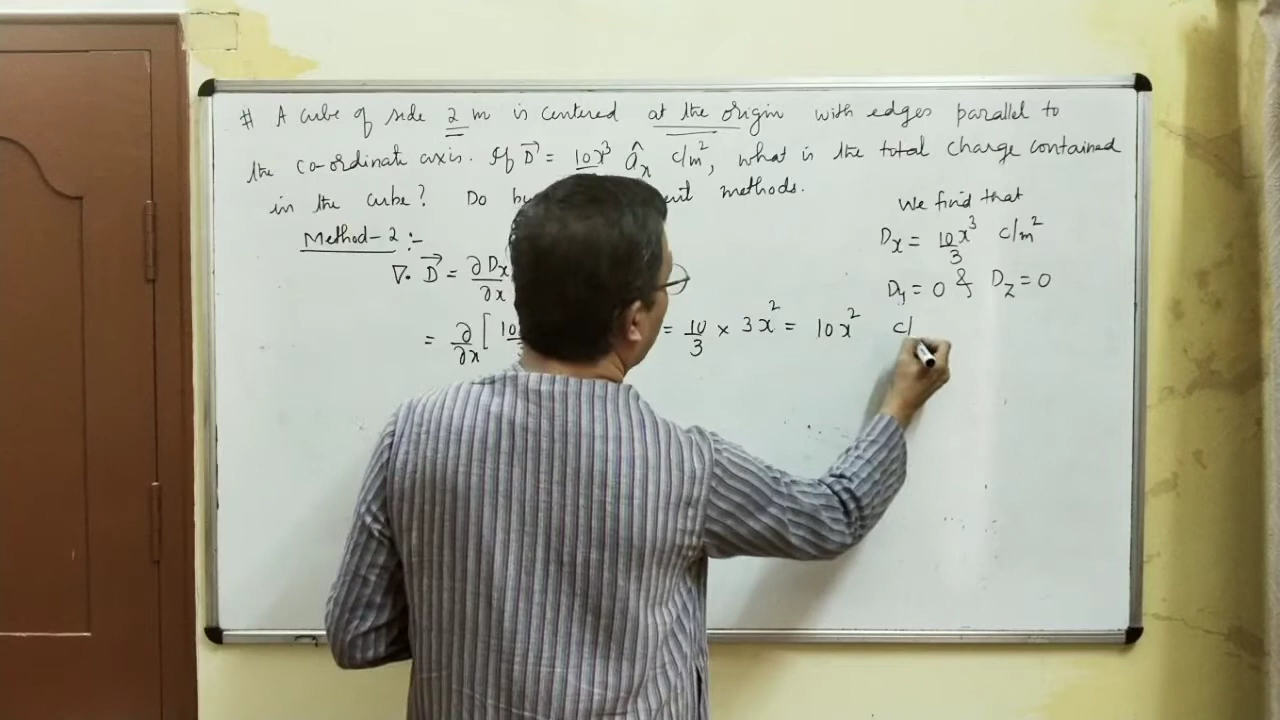 # A cube of side 2 m is centered at the origin with edges parallel to
the co-ordinate axis. If D⃗ = 10x³ âx c/m², what is the total charge contained
in the cube? Do methods.
We find that
Method-2 :-
Dx = 10/3 x³ c/m²
∇. D⃗ = ∂Dx/∂x
Dy = 0 & Dz = 0
= ∂/∂x [ 10 = 10/3 × 3x² = 10x² c/